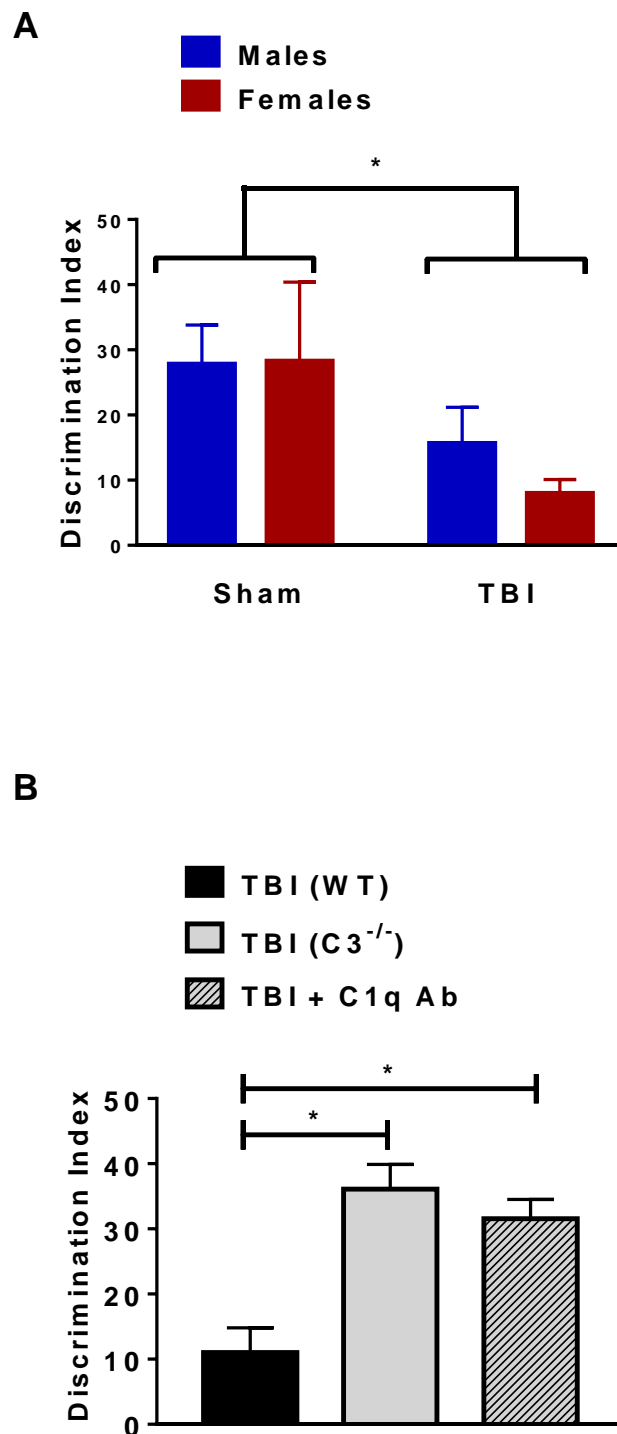 A
Males
Females
*
Discrimination Index
50
40
30
20
10
0
Sham TBI
B
TBI (WT)
TBI (C3-/-)
TBI + C1q Ab
*
*
Discrimination Index
50
40
30
20
10
0